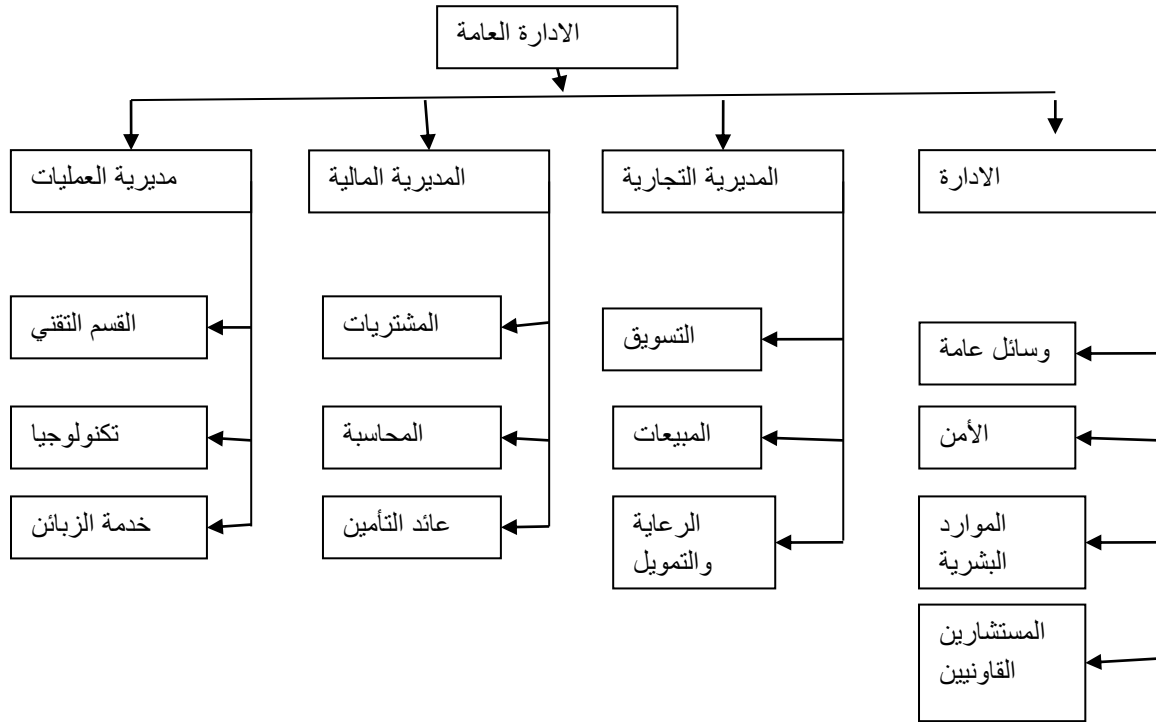 الادارة العامة
الادارة
المديرية التجارية
المديرية المالية
مديرية العمليات
وسائل عامة
الأمن
الموارد
البشرية
المستشارين
القاونيين
التسويق
المبيعات
الرعاية
والتمويل
المشتريات
المحاسبة
عائد التأمين
القسم التقني
تكنولوجيا
خدمة الزبائن